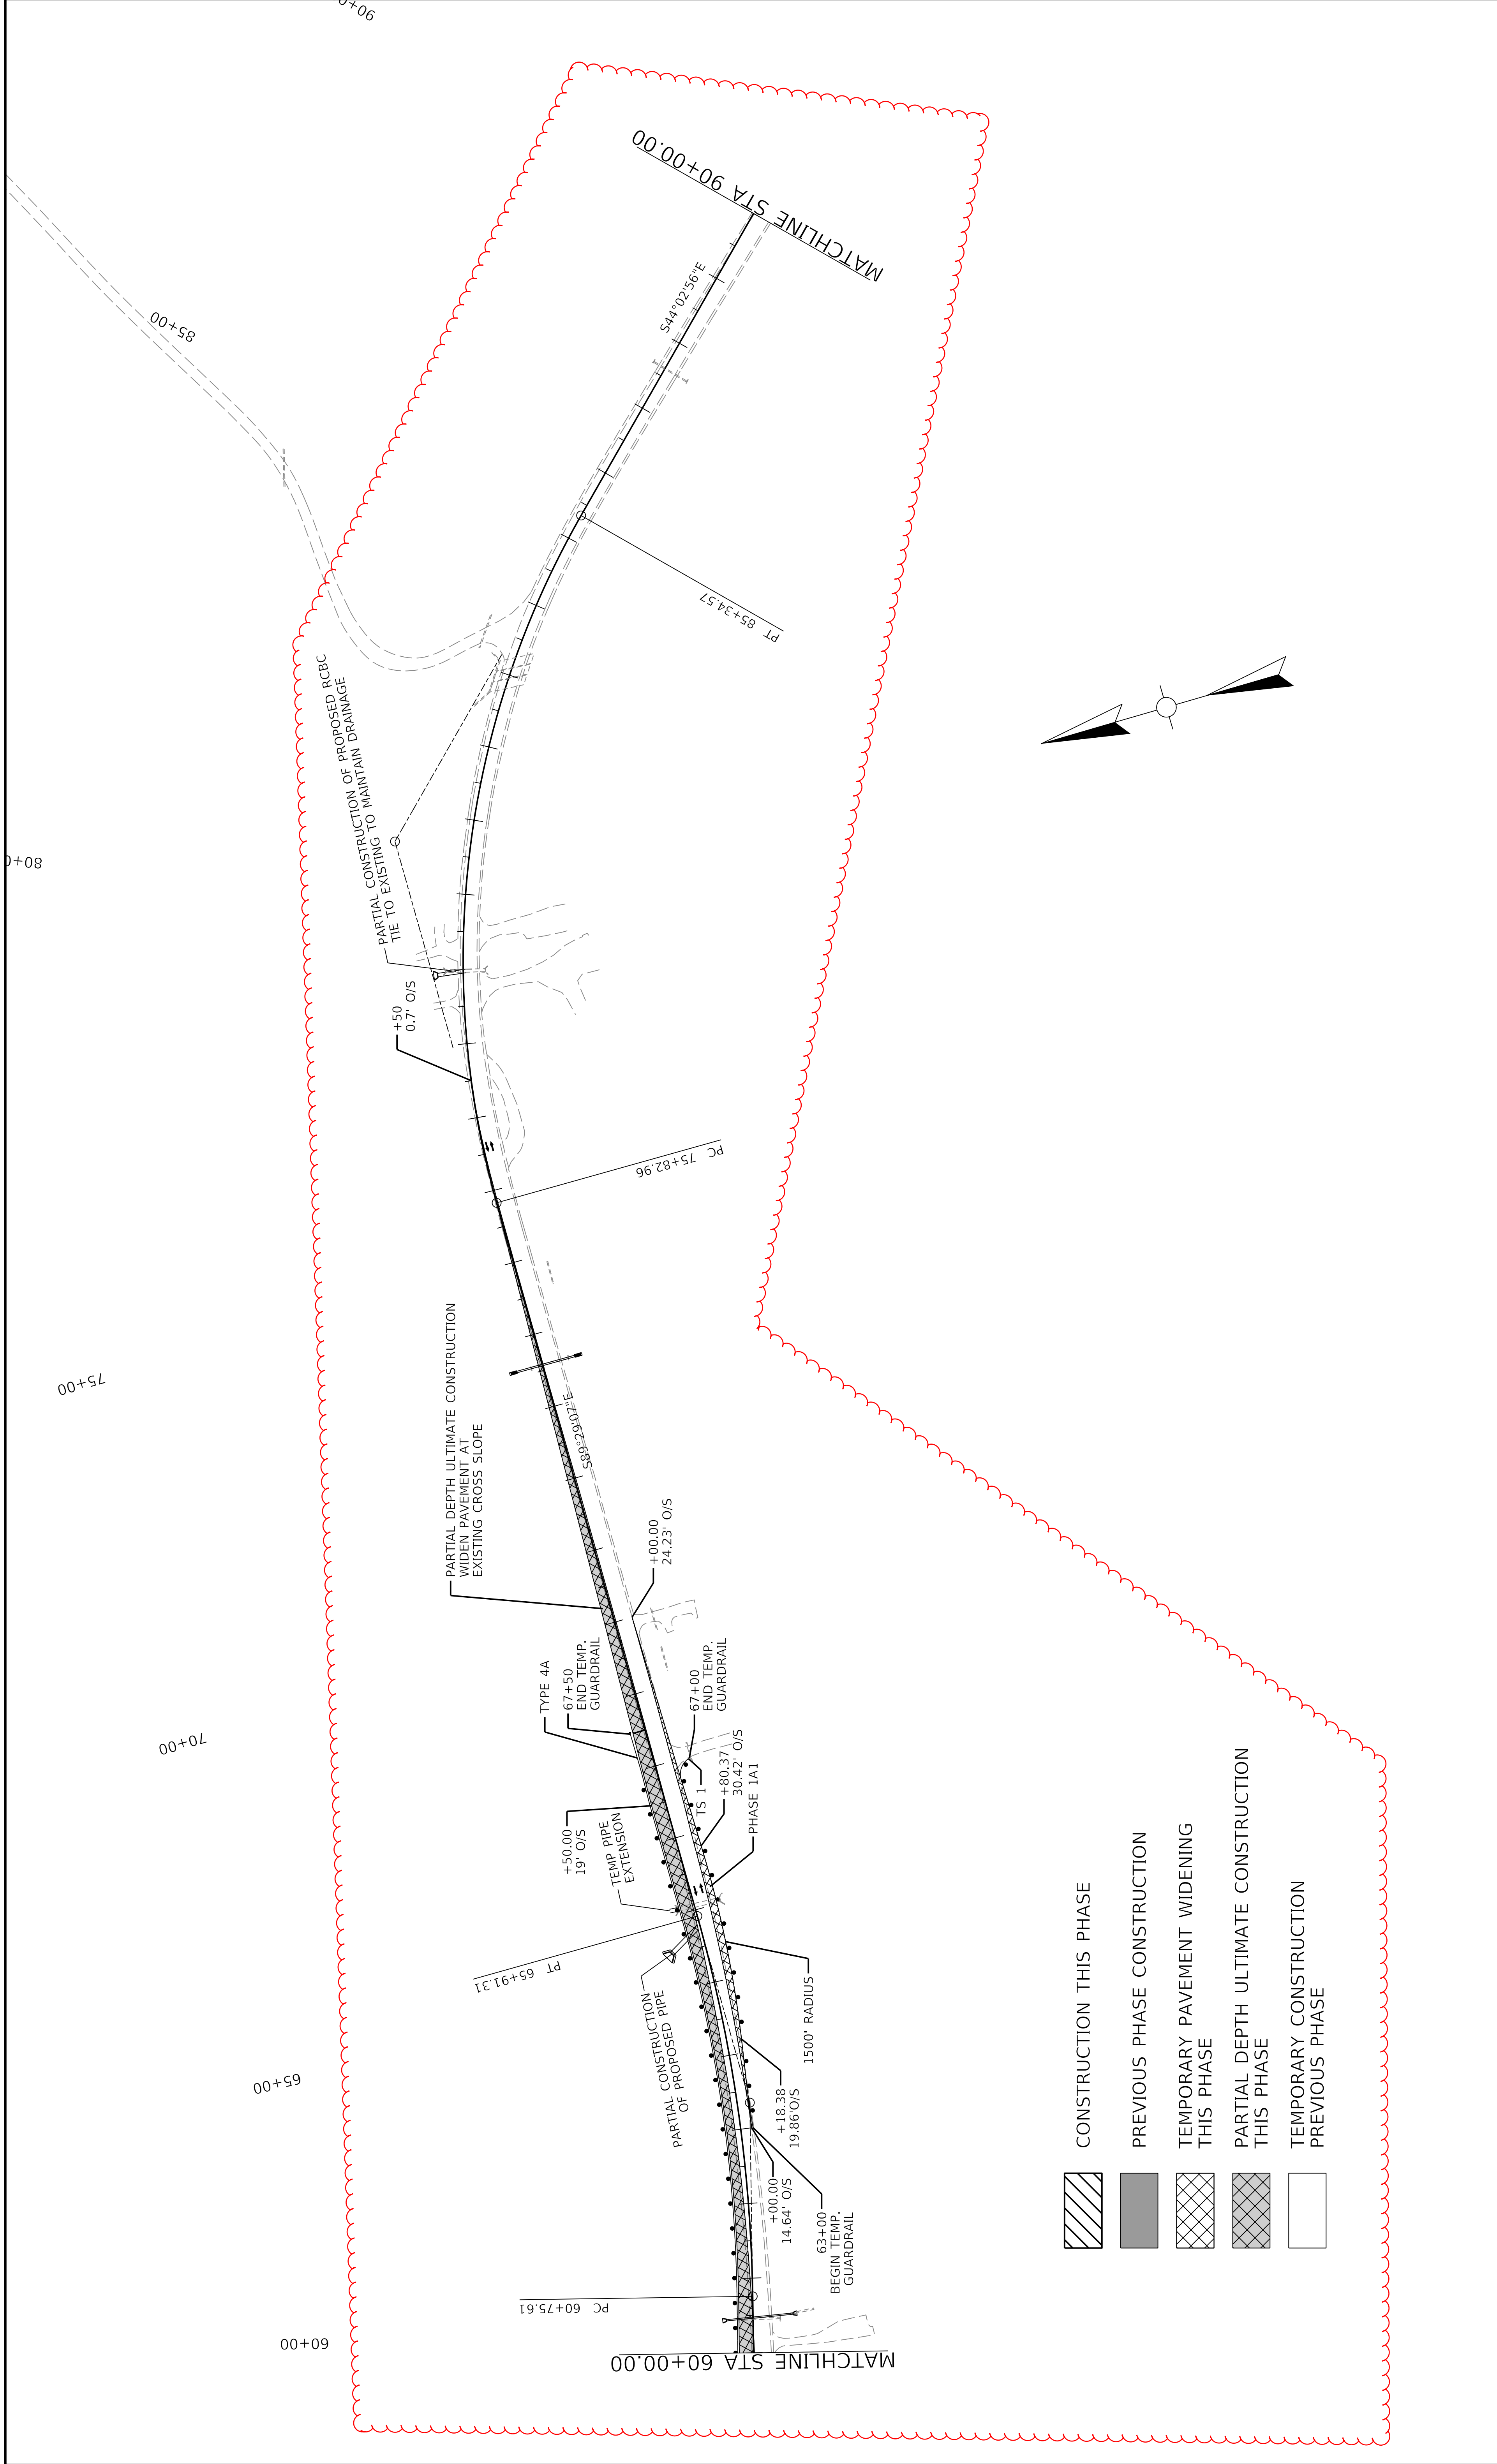 90+0
MATCHLINE STA 90+00.00
S44°02'56"E
85+00
PT 85+34.57
PARTIAL CONSTRUCTION OF PROPOSED RCBC
TIE TO EXISTING TO MAINTAIN DRAINAGE
80+0
+50
0.7' O/S
PC 75+82.96
PARTIAL DEPTH ULTIMATE CONSTRUCTION
WIDEN PAVEMENT AT
EXISTING CROSS SLOPE
75+00
S86°29'07"E
+00.00
24.23' O/S
TYPE 4A
67+50
END TEMP.
GUARDRAIL
67+00
END TEMP.
GUARDRAIL
70+00
TS 1
+80.37
30.42' O/S
PHASE 1A1
+50.00
19' O/S
TEMP PIPE
EXTENSION
PT 65+91.31
PARTIAL CONSTRUCTION
OF PROPOSED PIPE
1500' RADIUS
65+00
+18.38
19.86'O/S
+00.00
14.64' O/S
63+00
BEGIN TEMP.
GUARDRAIL
PC 60+75.61
60+00
MATCHLINE STA 60+00.00
CONSTRUCTION THIS PHASE
PREVIOUS PHASE CONSTRUCTION
TEMPORARY PAVEMENT WIDENING
THIS PHASE
PARTIAL DEPTH ULTIMATE CONSTRUCTION
THIS PHASE
TEMPORARY CONSTRUCTION
PREVIOUS PHASE